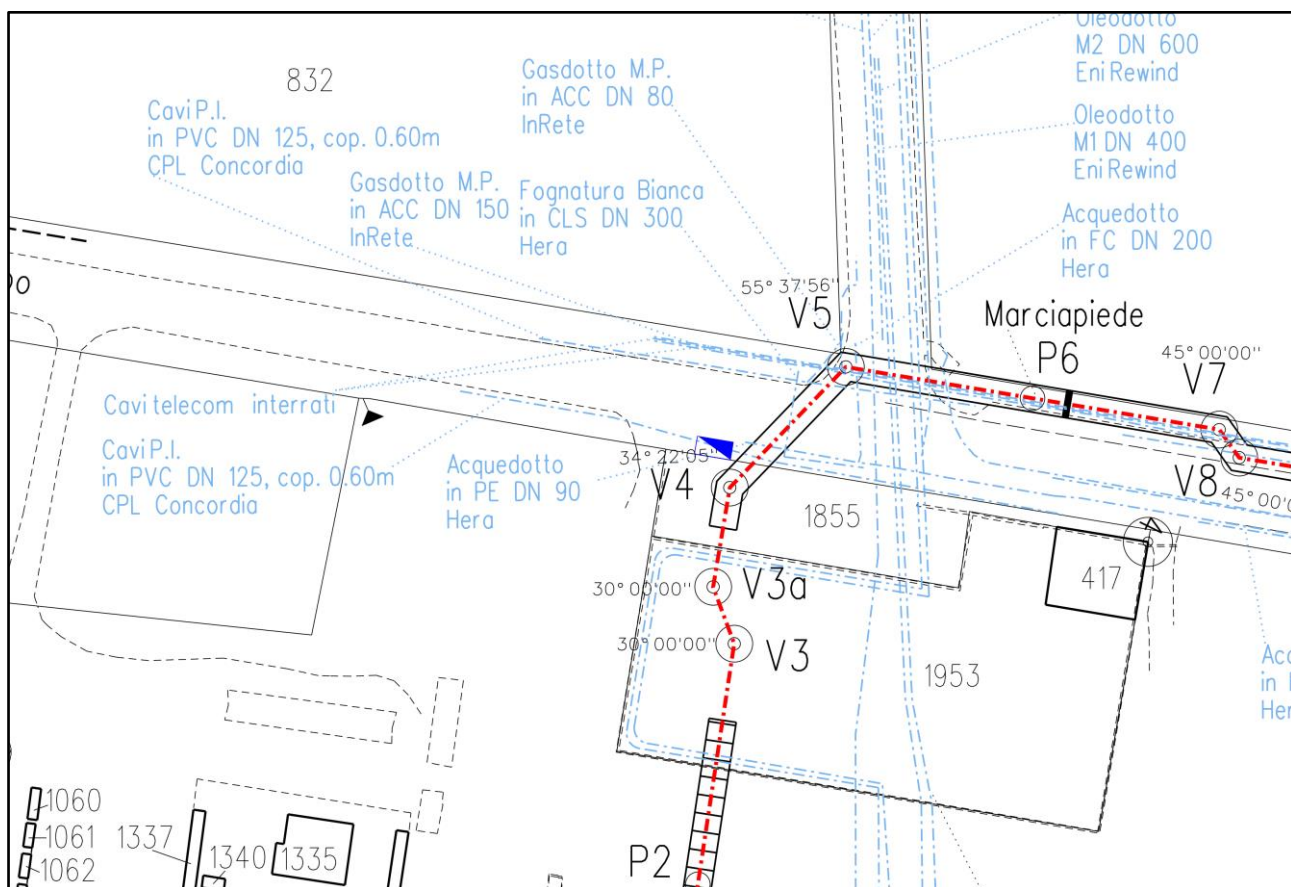 832
Cavi P.I.
in PVC DN 125, cop. 0.60m
CPL Concordia
Gasdotto M.P.
in ACC DN 80
InRete
Oleodotto
M2 DN 600
Eni Rewind
Oleodotto
M1 DN 400
Eni Rewind
Gasdotto M.P.
in ACC DN 150
InRete
Fognatura Bianca
in CLS DN 300
Hera
Acquedotto
in FC DN 200
Hera
55° 37'56''
V5
Marciapiede
P6
45° 00'00''
V7
Cavi telecom interrati
Cavi P.I.
in PVC DN 125, cop. 0.60m
CPL Concordia
Acquedotto
in PE DN 90
Hera
34° 22'05''
V4
V8
1855
417
30° 00'00''
V3a
30° 00'00''
V3
1953
1060
1061
1062
1337
1340
1335
P2